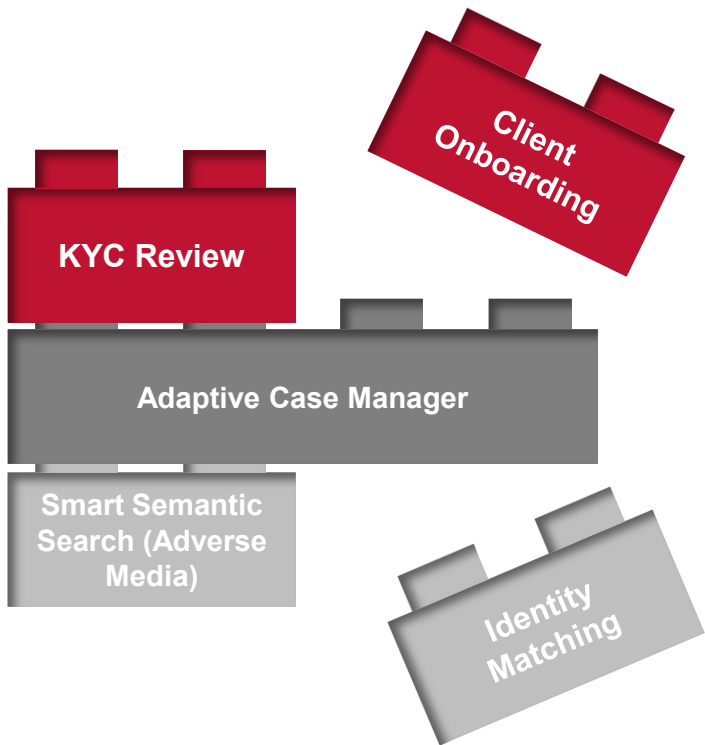 Client
Onboarding
KYC Review
Adaptive Case Manager
Smart Semantic
Search (Adverse
Media)
Identity
Matching